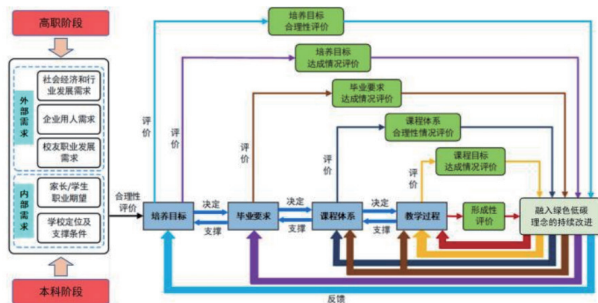 高职阶段
外部需求
社会经济和行
业发展需求
企业用人需求
校友职业发展
需求
内部需求
家长/学生
职业期望
学校定位及
支撑条件
本科阶段
合理性
评价
培养目标
决定
支撑
毕业要求
决定
支撑
课程体系
决定
支撑
教学过程
形成性
评价
融入绿色低碳
理念的持续改进
评价
培养目标
合理性评价
评价
培养目标
达成情况评价
评价
毕业要求
达成情况评价
评价
课程体系
合理性情况评价
评价
课程目标
达成情况评价
反馈